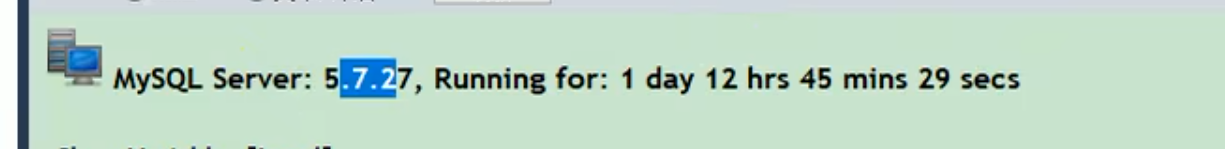 MySQL Server: 5.7.27, Running for: 1 day 12 hrs 45 mins 29 secs